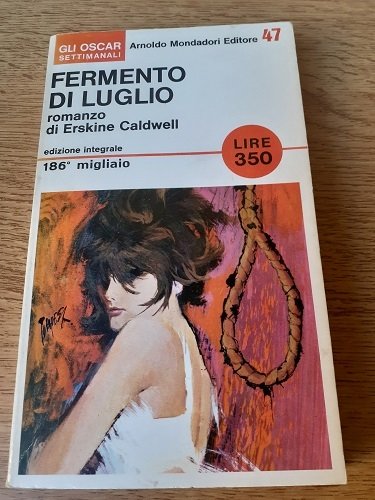 GLI OSCAR
SETTIMANALI
Arnoldo Mondadori Editore 47
FERMENTO
DI LUGLIO
romanzo
di Erskine Caldwell
edizione integrale
186° migliaio
LIRE
350